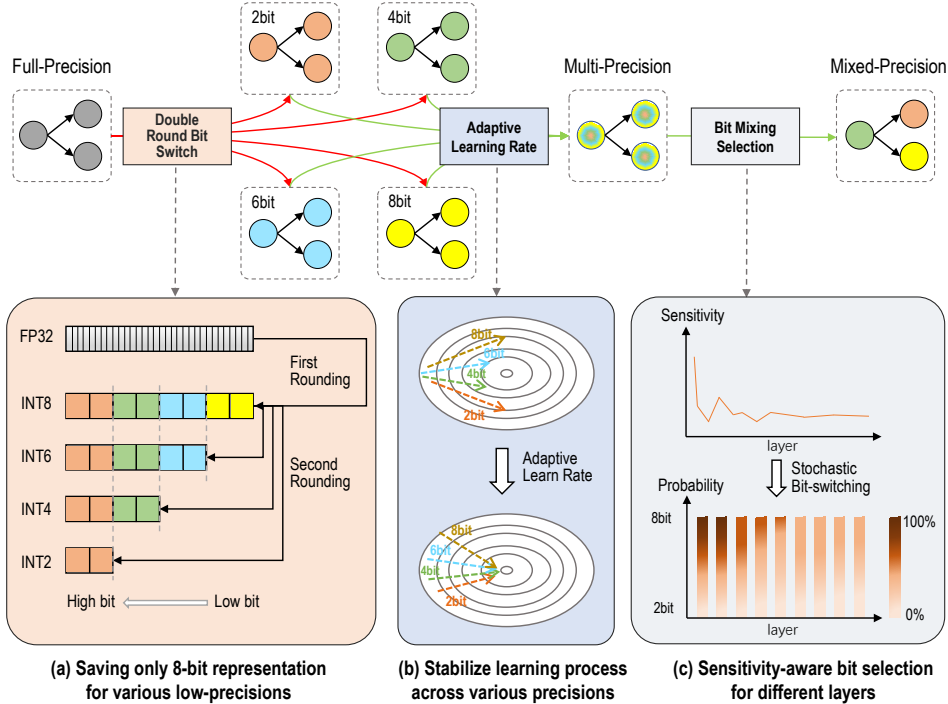 Full-Precision
2bit
4bit
Multi-Precision
Mixed-Precision
Double
Round Bit
Switch
Adaptive
Learning Rate
Bit Mixing
Selection
6bit
8bit
FP32
First
Rounding
INT8
INT6
Second
Rounding
INT4
INT2
High bit
Low bit
(a) Saving only 8-bit representation
for various low-precisions
8bit
6bit
4bit
2bit
Adaptive
Learn Rate
8bit
6bit
4bit
2bit
(b) Stabilize learning process
across various precisions
Sensitivity
layer
Stochastic
Bit-switching
Probability
8bit
100%
2bit
0%
layer
(c) Sensitivity-aware bit selection
for different layers